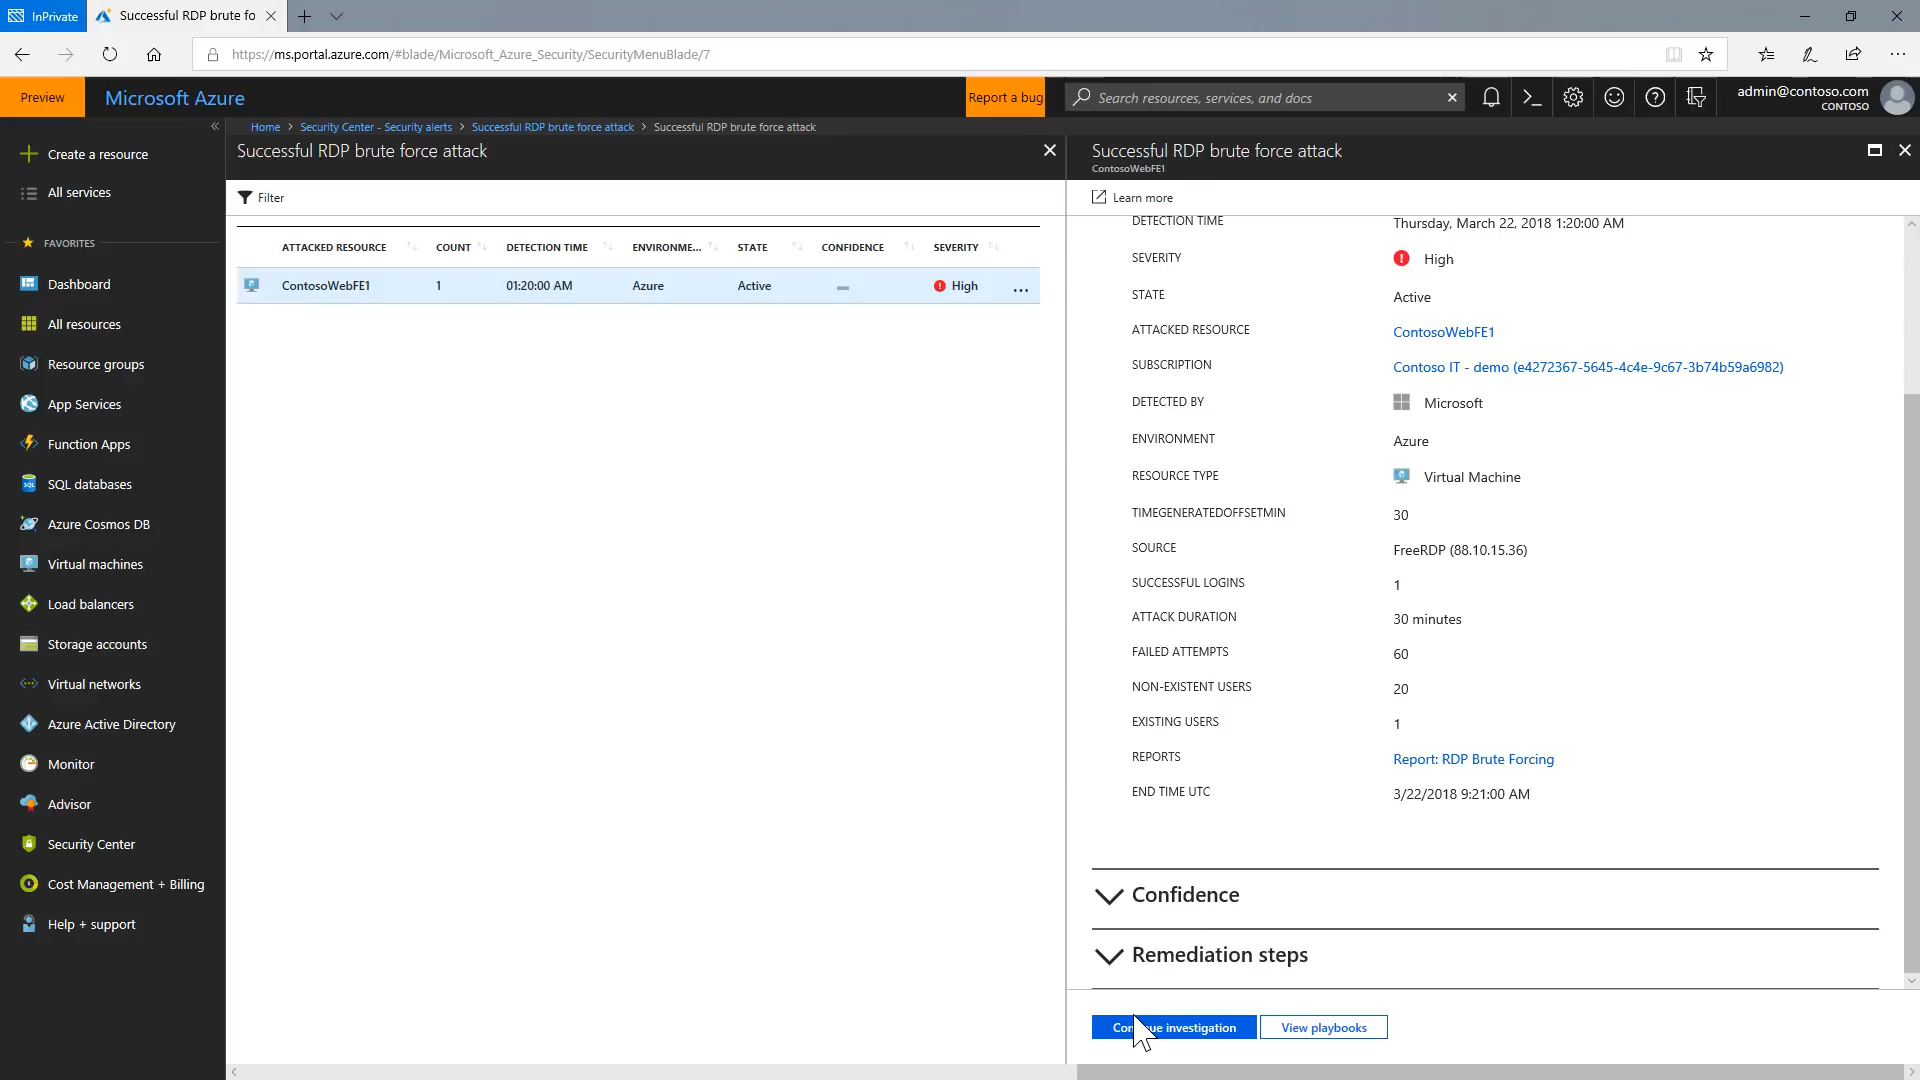 InPrivate
Successful RDP brute fo
https://ms.portal.azure.com/#blade/Microsoft_Azure_Security/SecurityMenuBlade/7
Preview
Microsoft Azure
Report a bug
Search resources, services, and docs
admin@contoso.com
CONTOSO
Home > Security Center - Security alerts > Successful RDP brute force attack > Successful RDP brute force attack
Create a resource
All services
FAVORITES
Dashboard
All resources
Resource groups
App Services
Function Apps
SQL databases
Azure Cosmos DB
Virtual machines
Load balancers
Storage accounts
Virtual networks
Azure Active Directory
Monitor
Advisor
Security Center
Cost Management + Billing
Help + support
Successful RDP brute force attack
Filter
ATTACKED RESOURCE COUNT DETECTION TIME ENVIRONME... STATE CONFIDENCE SEVERITY
ContosoWebFE1 1 01:20:00 AM Azure Active High ...
Successful RDP brute force attack
ContosoWebFE1
Learn more
DETECTION TIME Thursday, March 22, 2018 1:20:00 AM
SEVERITY High
STATE Active
ATTACKED RESOURCE ContosoWebFE1
SUBSCRIPTION Contoso IT - demo (e4272367-5645-4c4e-9c67-3b74b59a6982)
DETECTED BY Microsoft
ENVIRONMENT Azure
RESOURCE TYPE Virtual Machine
TIMEGENERATEDOFFSETMIN 30
SOURCE FreeRDP (88.10.15.36)
SUCCESSFUL LOGINS 1
ATTACK DURATION 30 minutes
FAILED ATTEMPTS 60
NON-EXISTENT USERS 20
EXISTING USERS 1
REPORTS Report: RDP Brute Forcing
END TIME UTC 3/22/2018 9:21:00 AM
Confidence
Remediation steps
Continue investigation
View playbooks